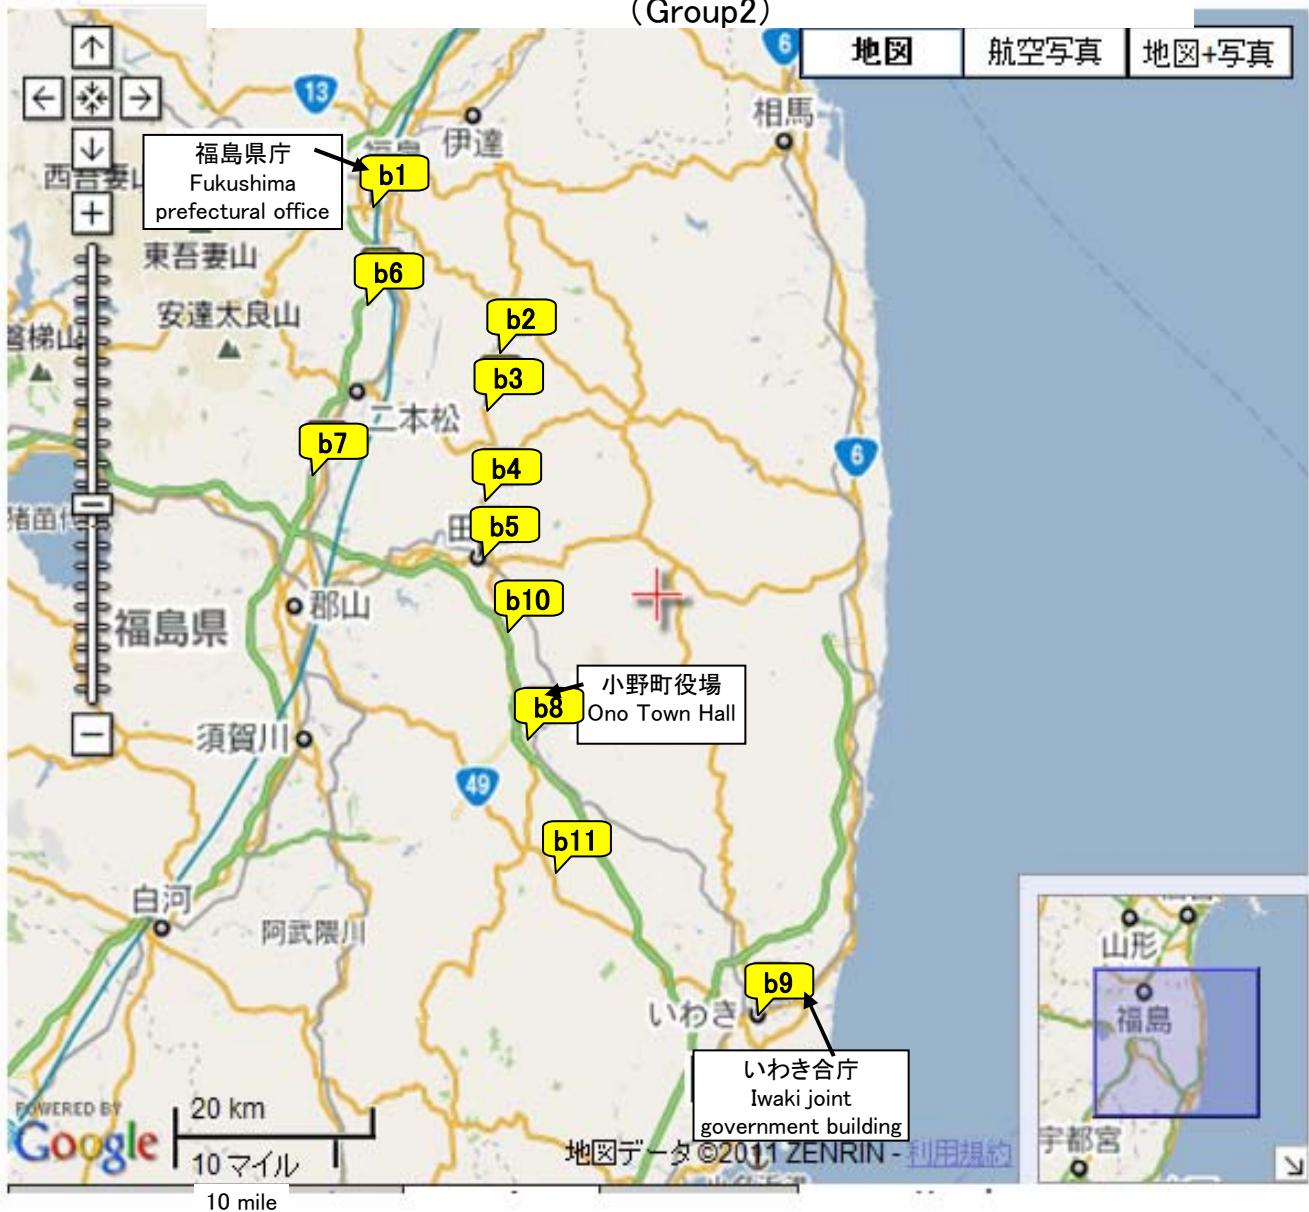 (Group2)
地図
航空写真
地図+写真
6
13
相馬
伊達
福島
福島県庁
Fukushima
prefectural office
b1
東吾妻山
b6
安達太良山
b2
磐梯山
b3
二本松
b7
b4
6
b5
b10
郡山
福島県
小野町役場
Ono Town Hall
b8
須賀川
49
b11
白河
阿武隈川
b9
いわき
いわき合庁
Iwaki joint
government building
山形
福島
宇都宮
POWERED BY
Google
20 km
10 マイル
地図データ ©2011 ZENRIN - 利用規約
10 mile